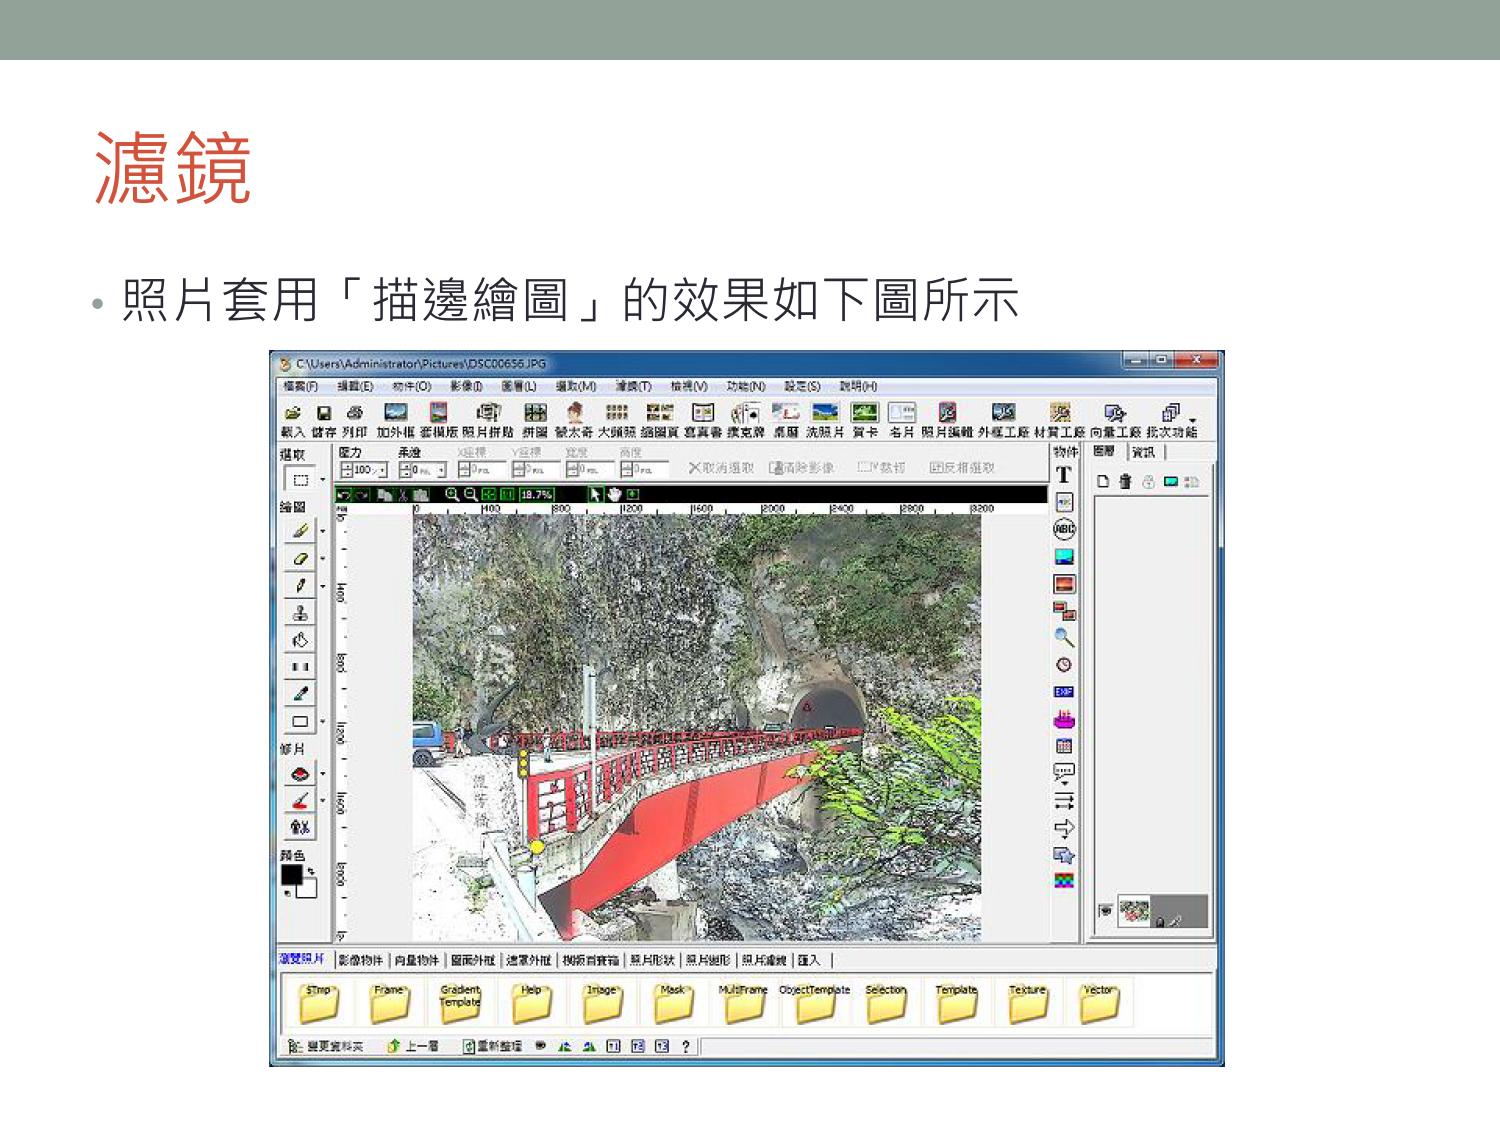 濾鏡
• 照片套用「描邊繪圖」的效果如下圖所示
C:\Users\Administrator\Pictures\DSC00656.JPG
檔案(F) 編輯(E) 物件(O) 影像(I) 圖層(L) 選取(M) 濾鏡(T) 檢視(V) 功能(N) 設定(S) 說明(H)
載入 儲存 列印 加外框 套模版 照片拼貼 拼圖 蒙太奇 大頭照 縮圖頁 寫真書 撲克牌 桌曆 洗照片 賀卡 名片 照片編輯 外框工廠 材質工廠 向量工廠 批次功能
選取 壓力 柔邊 X座標 Y座標 寬度 高度 物件 圖層 資訊
100 0 0 0 0 0 取消選取 清除影像 裁切 反相選取
18.7%
繪圖
0 400 800 1200 1600 2000 2400 2800 3200
T
ABC
EXIF
修片
顏色
瀏覽照片 影像物件 向量物件 圖面外框 遮罩外框 照片形狀 照片變形 照片濾鏡 匯入
$Tmp Frame Gradient Template Help Image Mask MultiFrame ObjectTemplate Selection Template Texture Vector
變更資料夾 上一層 重新整理 ?